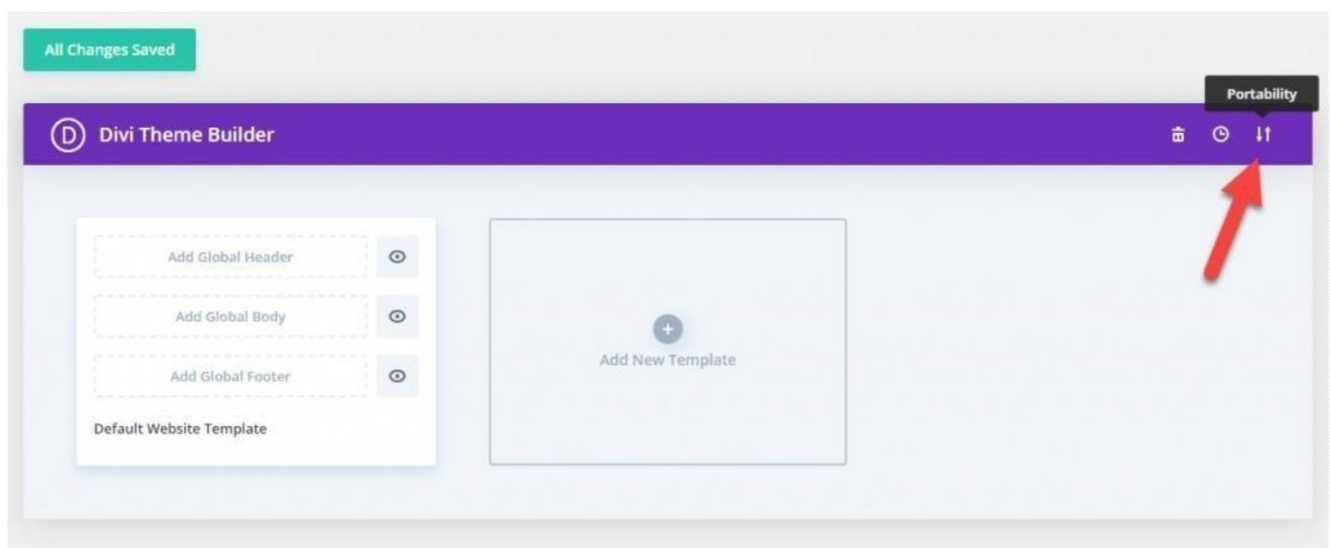 All Changes Saved
Portability
D Divi Theme Builder
Add Global Header
Add Global Body
Add Global Footer
Default Website Template
Add New Template